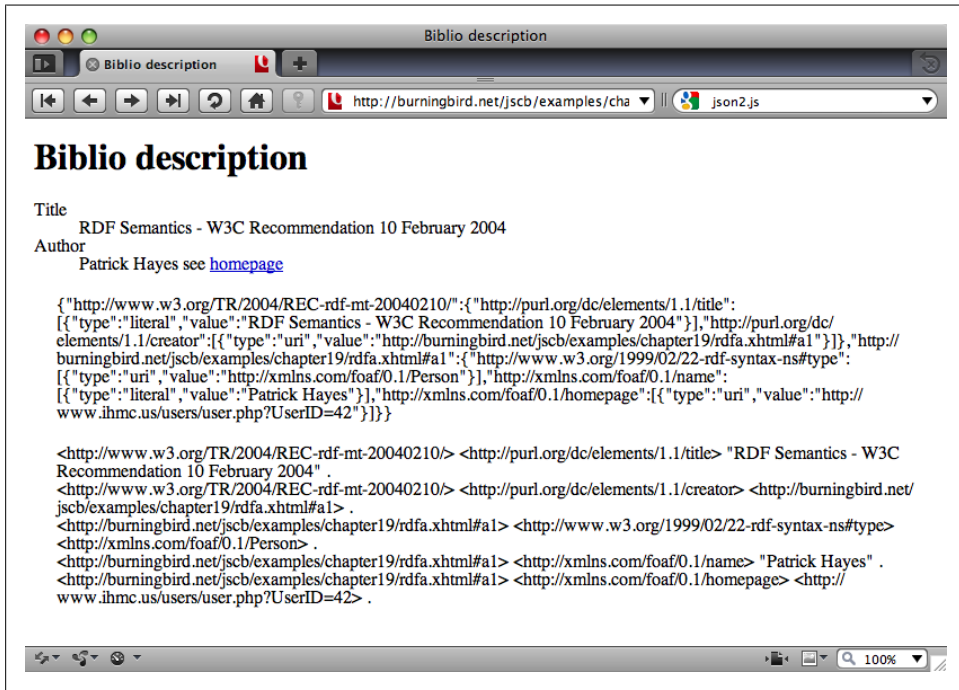 Biblio description
Biblio description
http://burningbird.net/jscb/examples/cha
json2.js
Biblio description
Title
RDF Semantics - W3C Recommendation 10 February 2004
Author
Patrick Hayes see homepage
{"http://www.w3.org/TR/2004/REC-rdf-mt-20040210/":{"http://purl.org/dc/elements/1.1/title":
[{"type":"literal","value":"RDF Semantics - W3C Recommendation 10 February 2004"}],"http://purl.org/dc/
elements/1.1/creator":[{"type":"uri","value":"http://burningbird.net/jscb/examples/chapter19/rdfa.xhtml#a1"}]},"http://
burningbird.net/jscb/examples/chapter19/rdfa.xhtml#a1":{"http://www.w3.org/1999/02/22-rdf-syntax-ns#type":
[{"type":"uri","value":"http://xmlns.com/foaf/0.1/Person"}],"http://xmlns.com/foaf/0.1/name":
[{"type":"literal","value":"Patrick Hayes"}],"http://xmlns.com/foaf/0.1/homepage":[{"type":"uri","value":"http://
www.ihmc.us/users/user.php?UserID=42"}]}}
<http://www.w3.org/TR/2004/REC-rdf-mt-20040210/> <http://purl.org/dc/elements/1.1/title> "RDF Semantics - W3C
Recommendation 10 February 2004" .
<http://www.w3.org/TR/2004/REC-rdf-mt-20040210/> <http://purl.org/dc/elements/1.1/creator> <http://burningbird.net/
jscb/examples/chapter19/rdfa.xhtml#a1> .
<http://burningbird.net/jscb/examples/chapter19/rdfa.xhtml#a1> <http://www.w3.org/1999/02/22-rdf-syntax-ns#type>
<http://xmlns.com/foaf/0.1/Person> .
<http://burningbird.net/jscb/examples/chapter19/rdfa.xhtml#a1> <http://xmlns.com/foaf/0.1/name> "Patrick Hayes" .
<http://burningbird.net/jscb/examples/chapter19/rdfa.xhtml#a1> <http://xmlns.com/foaf/0.1/homepage> <http://
www.ihmc.us/users/user.php?UserID=42> .
100%